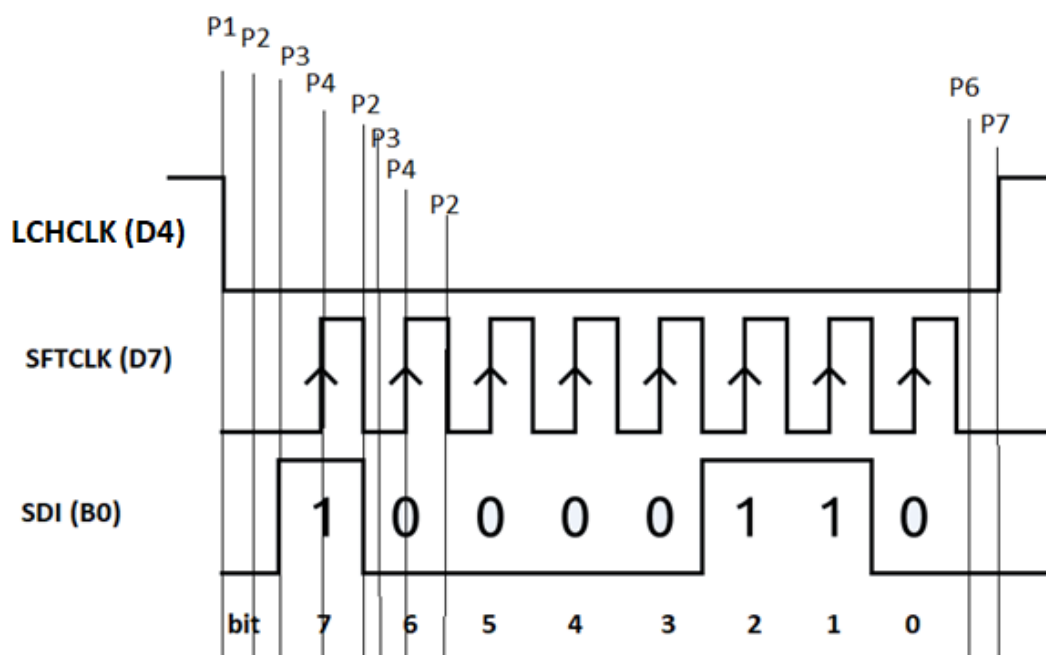 P1
P2
P3
P4
P2
P3
P4
P2
P6
P7
LCHCLK (D4)
SFTCLK (D7)
SDI (B0)
1 0 0 0 0 1 1 0
bit 7 6 5 4 3 2 1 0